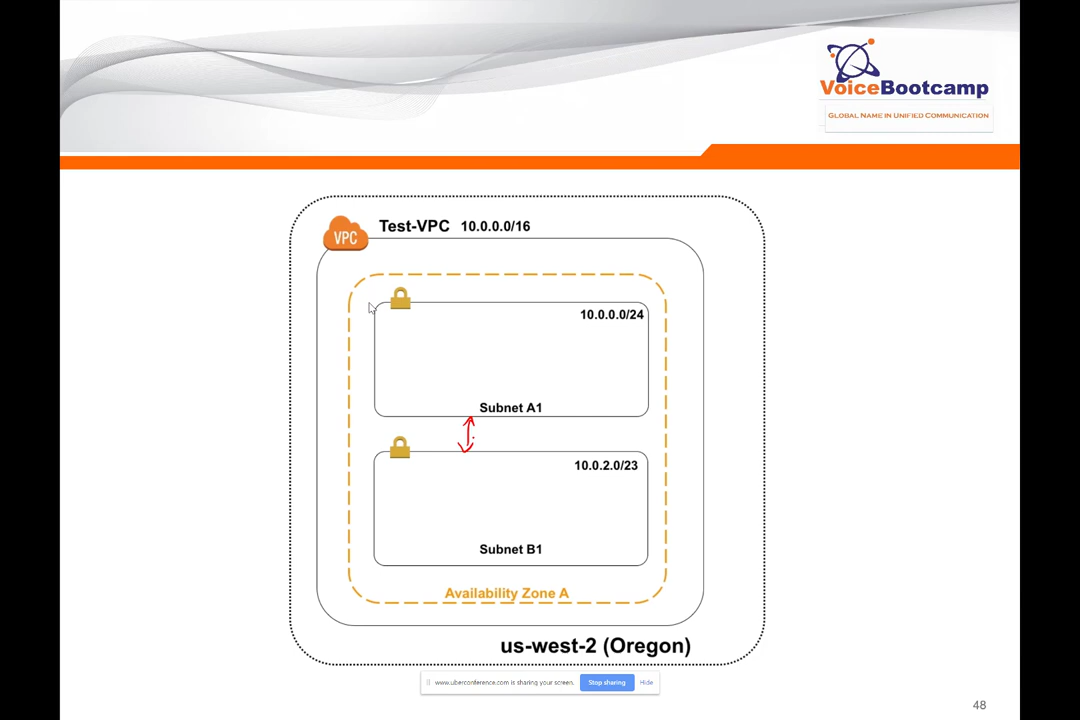 VoiceBootcamp
GLOBAL NAME IN UNIFIED COMMUNICATION
VPC
Test-VPC 10.0.0.0/16
10.0.0.0/24
Subnet A1
10.0.2.0/23
Subnet B1
Availability Zone A
us-west-2 (Oregon)
www.uberconference.com is sharing your screen. Stop sharing Hide
48